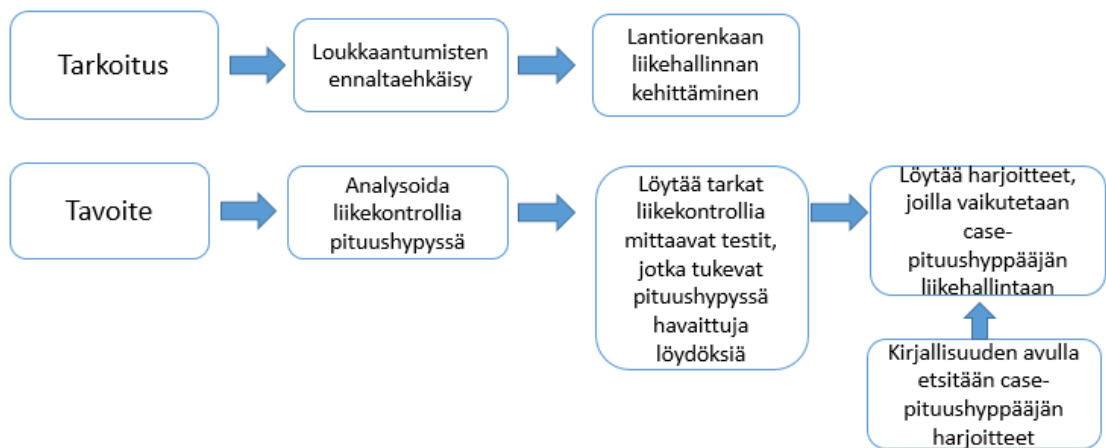 Tarkoitus
Loukkaantumisten
ennaltaehkäisy
Lantiorenkaan
liikehallinnan
kehittäminen
Tavoite
Analysoida
liikekontrollia
pituushypyssä
Löytää tarkat
liikekontrollia
mittaavat testit,
jotka tukevat
pituushypyssä
havaittuja
löydöksiä
Löytää harjoitteet,
joilla vaikutetaan
case-
pituushyppääjän
liikehallintaan
Kirjallisuuden avulla
etsitään case-
pituushyppääjän
harjoitteet